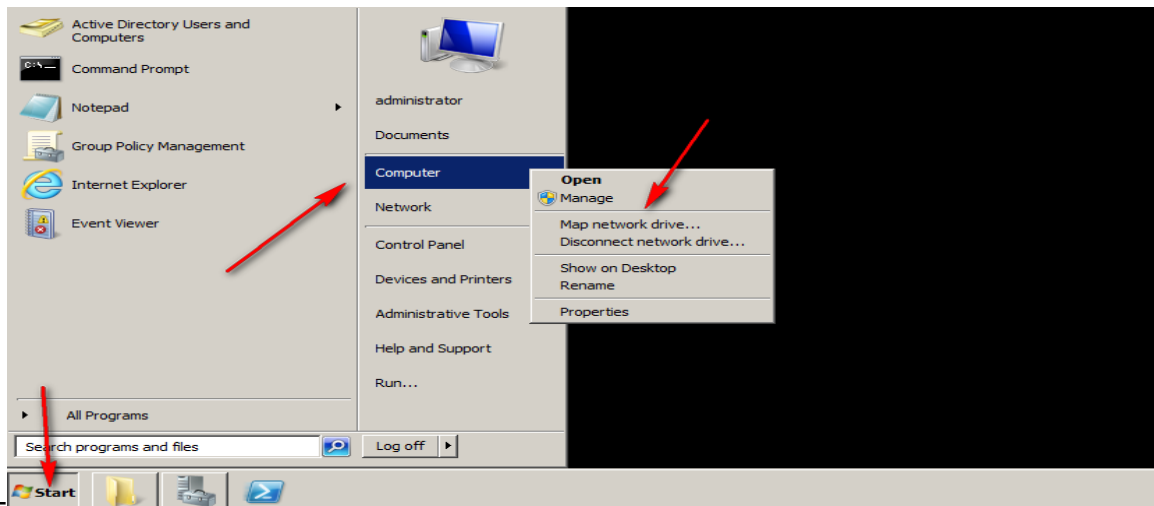 Active Directory Users and
Computers
Command Prompt
Notepad
Group Policy Management
Internet Explorer
Event Viewer
All Programs
Search programs and files
administrator
Documents
Computer
Network
Control Panel
Devices and Printers
Administrative Tools
Help and Support
Run...
Log off
Open
Manage
Map network drive...
Disconnect network drive...
Show on Desktop
Rename
Properties
Start